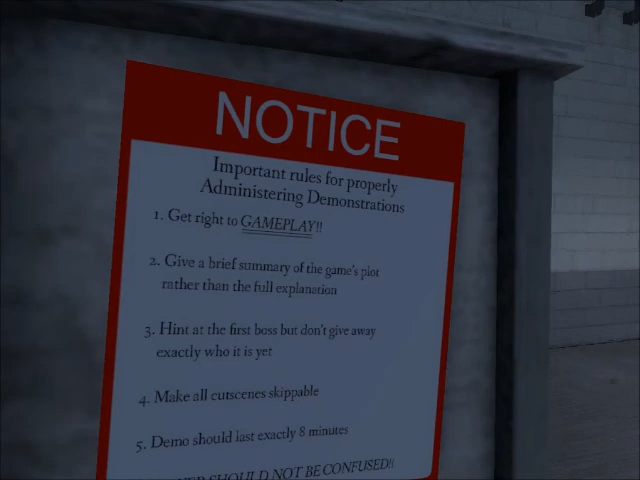 NOTICE
Important rules for properly
Administering Demonstrations
1. Get right to GAMEPLAY!!
2. Give a brief summary of the game's plot
rather than the full explanation
3. Hint at the first boss but don't give away
exactly who it is yet
4. Make all cutscenes skippable
5. Demo should last exactly 8 minutes
SHOULD NOT BE CONFUSED!!